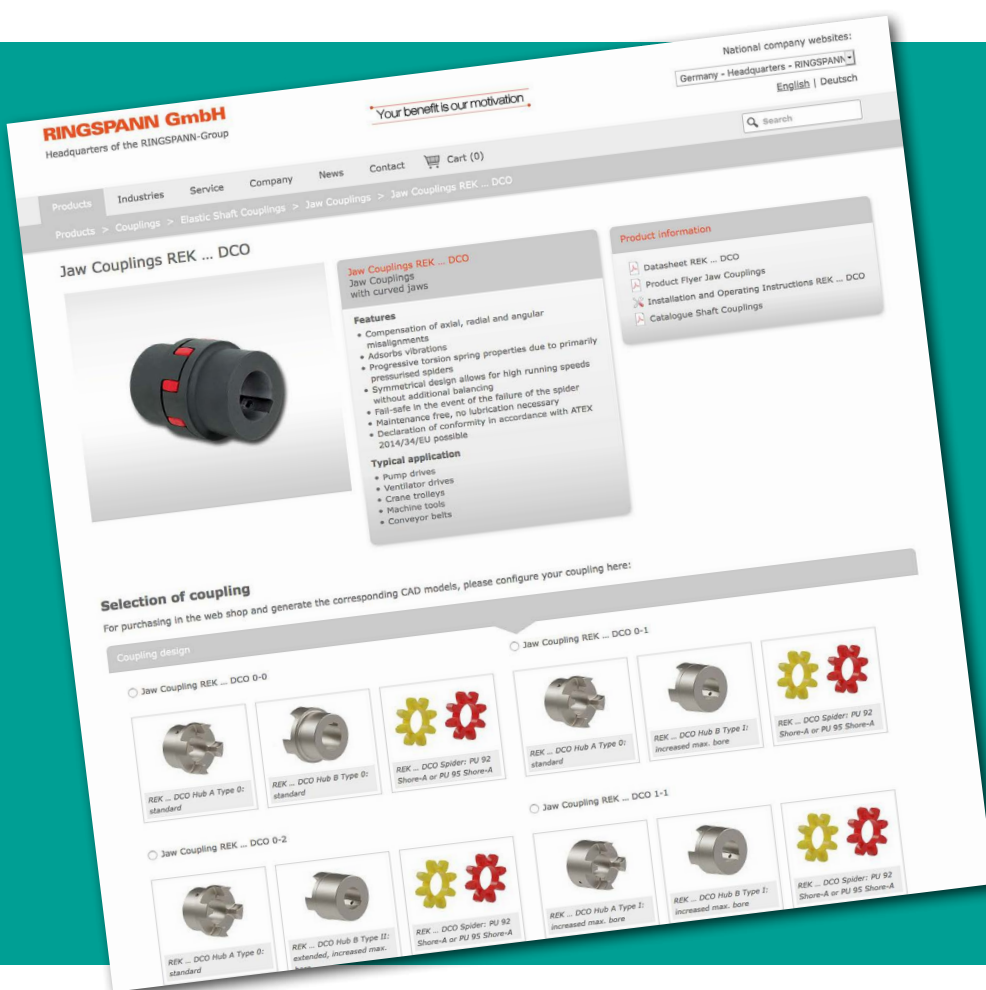 National company websites:
Germany - Headquarters - RINGSPANN
English | Deutsch
RINGSPANN GmbH
Headquarters of the RINGSPANN-Group
Your benefit is our motivation
Search
Products
Industries
Service
Company
News
Contact
Cart (0)
Products > Couplings > Elastic Shaft Couplings > Jaw Couplings > Jaw Couplings REK ... DCO
Jaw Couplings REK ... DCO
Jaw Couplings REK ... DCO
Jaw Couplings
with curved jaws
Features
• Compensation of axial, radial and angular
misalignments
• Adsorbs vibrations
• Progressive torsion spring properties due to primarily
pressurised spiders
• Symmetrical design allows for high running speeds
without additional balancing
• Fail-safe in the event of the failure of the spider
• Maintenance free, no lubrication necessary
• Declaration of conformity in accordance with ATEX
2014/34/EU possible
Typical application
• Pump drives
• Ventilator drives
• Crane trolleys
• Machine tools
• Conveyor belts
Product information
Datasheet REK ... DCO
Product Flyer Jaw Couplings
Installation and Operating Instructions REK ... DCO
Catalogue Shaft Couplings
Selection of coupling
For purchasing in the web shop and generate the corresponding CAD models, please configure your coupling here:
Coupling design
Jaw Coupling REK ... DCO 0-0
REK ... DCO Hub A Type 0:
standard
REK ... DCO Hub B Type 0:
standard
REK ... DCO Spider: PU 92
Shore-A or PU 95 Shore-A
Jaw Coupling REK ... DCO 0-1
REK ... DCO Hub A Type 0:
standard
REK ... DCO Hub B Type I:
increased max. bore
REK ... DCO Spider: PU 92
Shore-A or PU 95 Shore-A
Jaw Coupling REK ... DCO 0-2
REK ... DCO Hub A Type 0:
standard
REK ... DCO Hub B Type II:
extended, increased max.
REK ... DCO Spider: PU 92
Shore-A or PU 95 Shore-A
Jaw Coupling REK ... DCO 1-1
REK ... DCO Hub A Type I:
increased max. bore
REK ... DCO Hub B Type I:
increased max. bore
REK ... DCO Spider: PU 92
Shore-A or PU 95 Shore-A